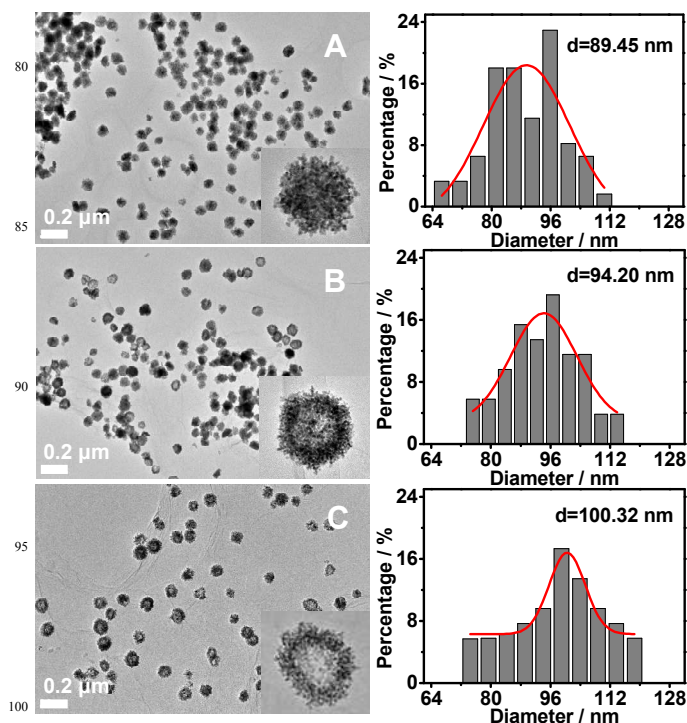 80
85
90
95
100
A
0.2 µm
B
0.2 µm
C
0.2 µm
d=89.45 nm
Percentage / %
24
16
8
0
64 80 96 112 128
Diameter / nm
d=94.20 nm
Percentage / %
24
16
8
0
64 80 96 112 128
Diameter / nm
d=100.32 nm
Percentage / %
24
16
8
0
64 80 96 112 128
Diameter / nm